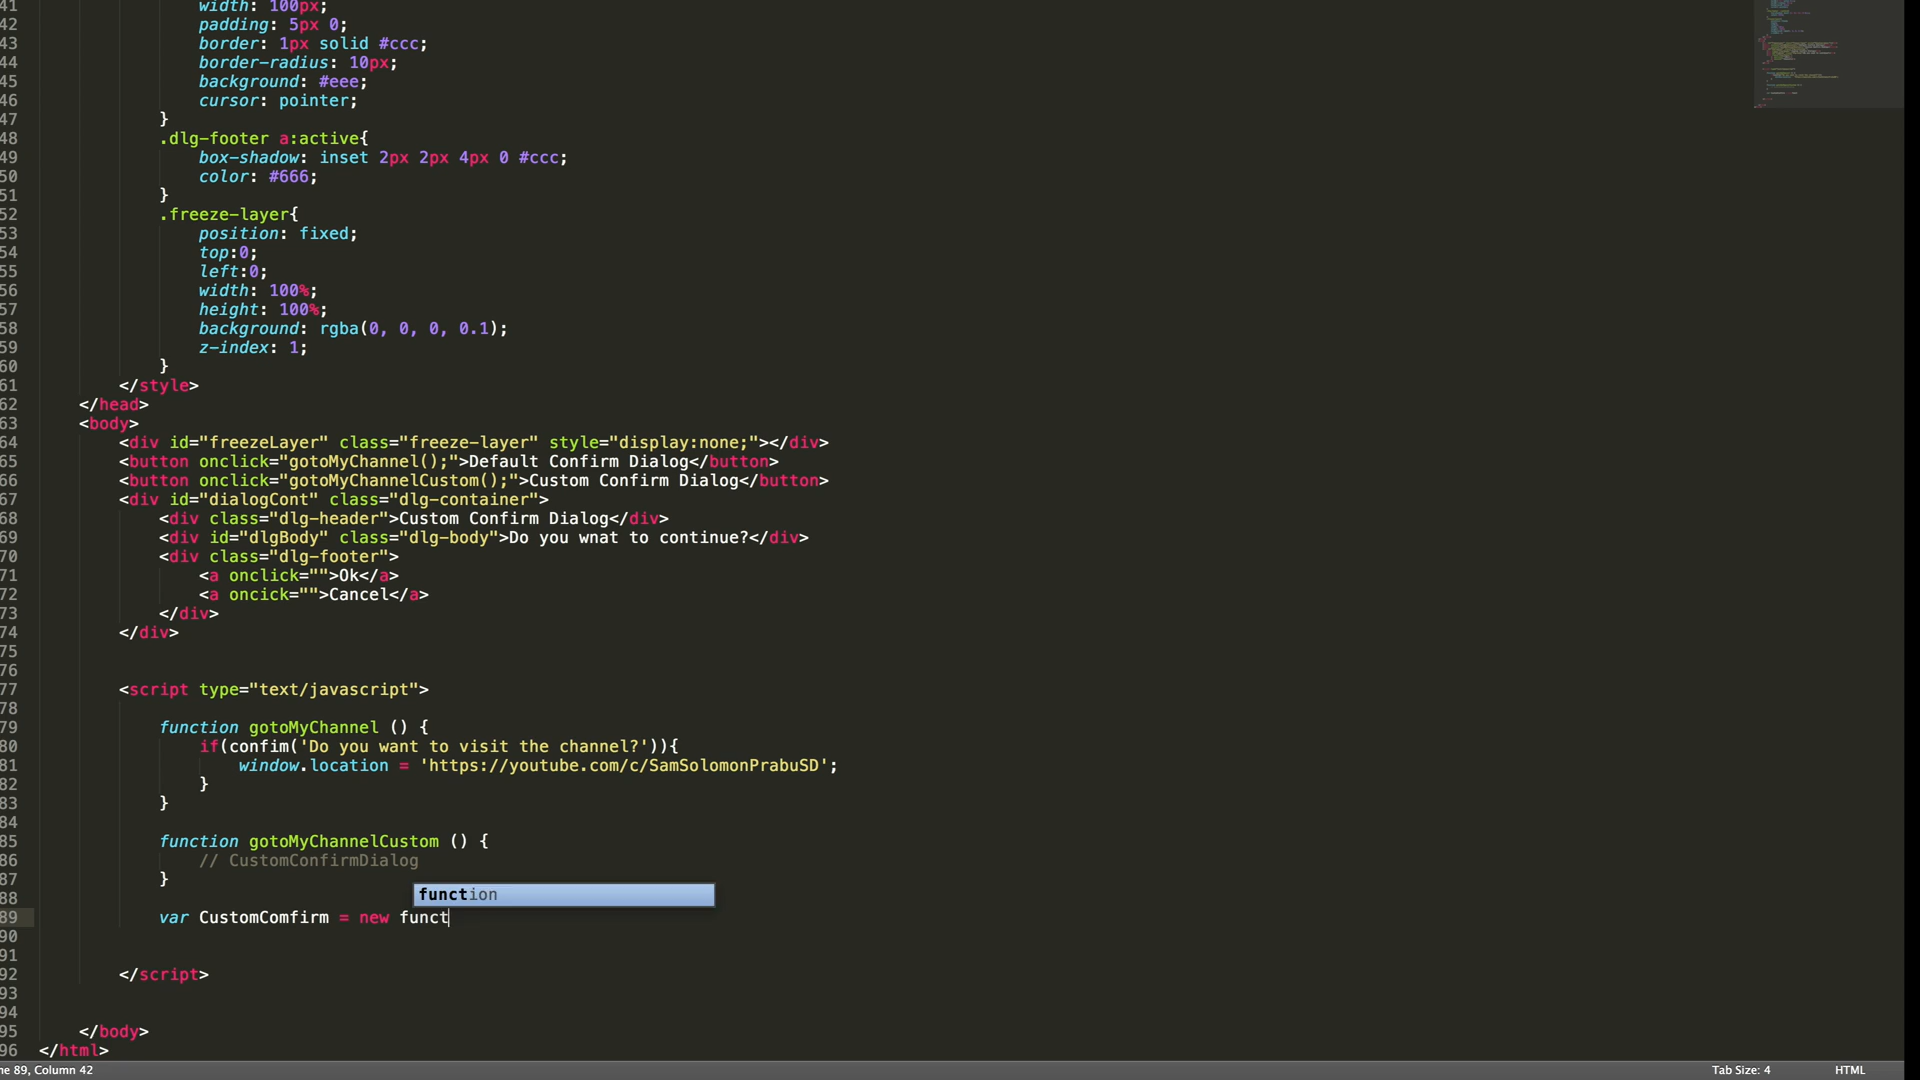 41 width: 100px;
42 padding: 5px 0;
43 border: 1px solid #ccc;
44 border-radius: 10px;
45 background: #eee;
46 cursor: pointer;
47 }
48 .dlg-footer a:active{
49 box-shadow: inset 2px 2px 4px 0 #ccc;
50 color: #666;
51 }
52 .freeze-layer{
53 position: fixed;
54 top:0;
55 left:0;
56 width: 100%;
57 height: 100%;
58 background: rgba(0, 0, 0, 0.1);
59 z-index: 1;
60 }
61 </style>
62 </head>
63 <body>
64 <div id="freezeLayer" class="freeze-layer" style="display:none;"></div>
65 <button onclick="gotoMyChannel();">Default Confirm Dialog</button>
66 <button onclick="gotoMyChannelCustom();">Custom Confirm Dialog</button>
67 <div id="dialogCont" class="dlg-container">
68 <div class="dlg-header">Custom Confirm Dialog</div>
69 <div id="dlgBody" class="dlg-body">Do you wnat to continue?</div>
70 <div class="dlg-footer">
71 <a onclick="">Ok</a>
72 <a oncick="">Cancel</a>
73 </div>
74 </div>
75
76
77 <script type="text/javascript">
78
79 function gotoMyChannel () {
80 if(confim('Do you want to visit the channel?')){
81 window.location = 'https://youtube.com/c/SamSolomonPrabuSD';
82 }
83 }
84
85 function gotoMyChannelCustom () {
86 // CustomConfirmDialog
87 }
88 function
89 var CustomComfirm = new funct
90
91
92 </script>
93
94
95 </body>
96 </html>
ne 89, Column 42 Tab Size: 4 HTML